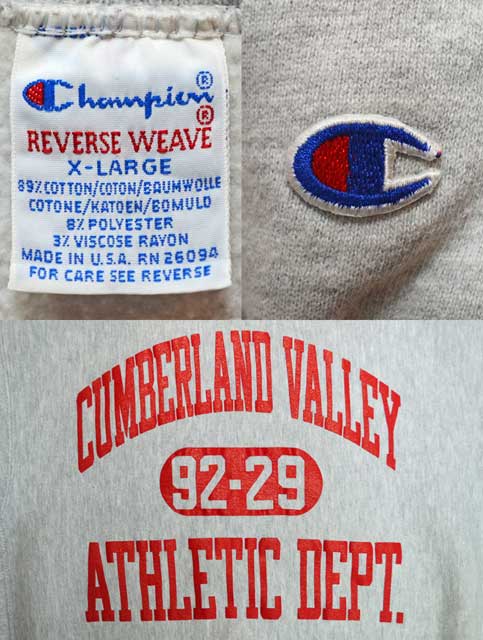 Champion®
REVERSE WEAVE®
X-LARGE
89% COTTON/COTON/BAUMWOLLE
COTONE/KATOEN/BOMULD
8% POLYESTER
3% VISCOSE RAYON
MADE IN U.S.A. RN 26094
FOR CARE SEE REVERSE
C
CUMBERLAND VALLEY
92-29
ATHLETIC DEPT.